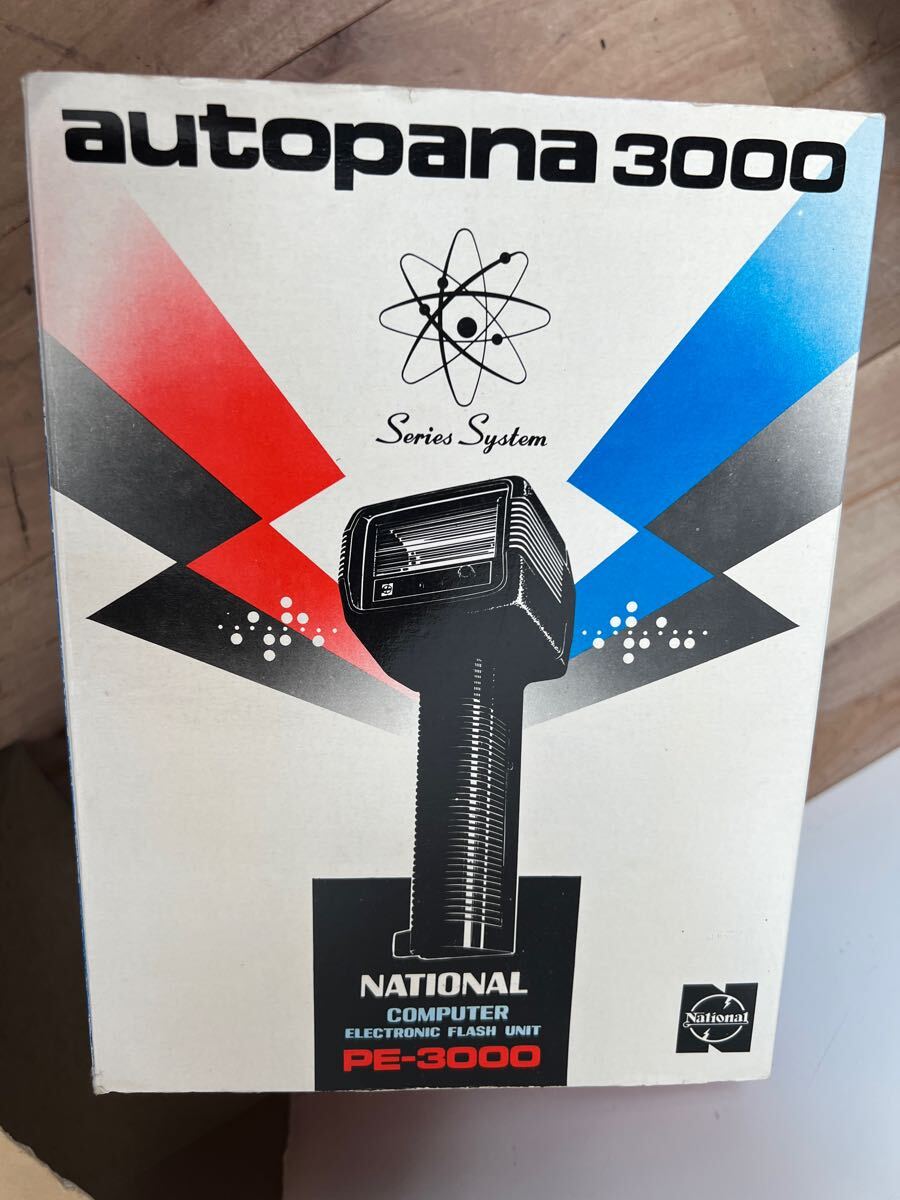 autopana 3000
Series System
NATIONAL
COMPUTER
ELECTRONIC FLASH UNIT
PE-3000
National